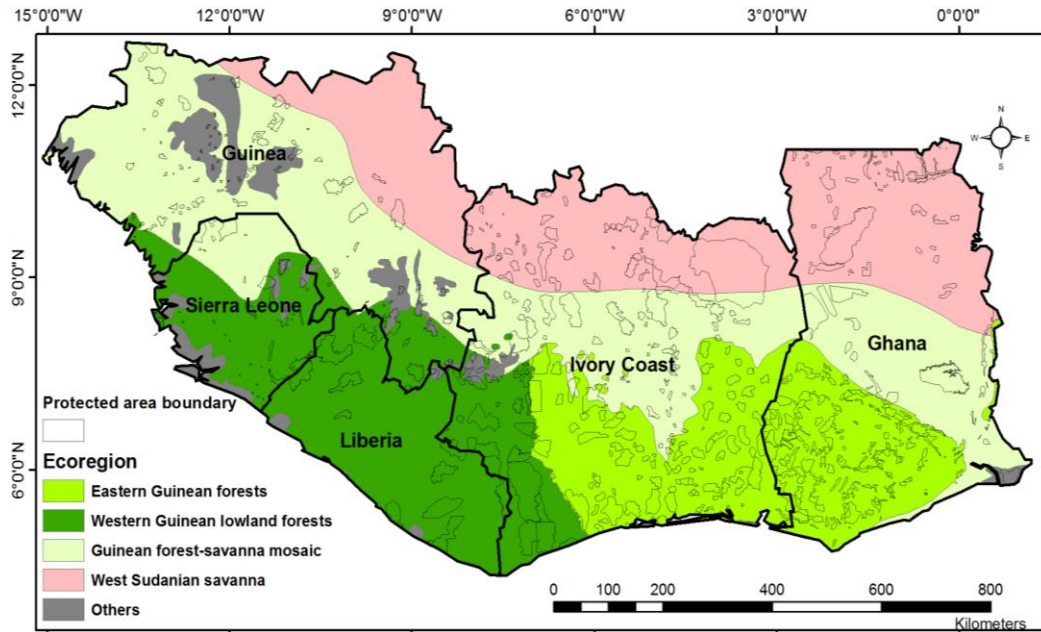 15°0'0"W 12°0'0"W 9°0'0"W 6°0'0"W 3°0'0"W 0°0'0"
12°0'0"N
9°0'0"N
6°0'0"N
N
W E
S
Guinea
Sierra Leone
Liberia
Ivory Coast
Ghana
Protected area boundary
Ecoregion
Eastern Guinean forests
Western Guinean lowland forests
Guinean forest-savanna mosaic
West Sudanian savanna
Others
0 50 100 200 400 600 800
Kilometers